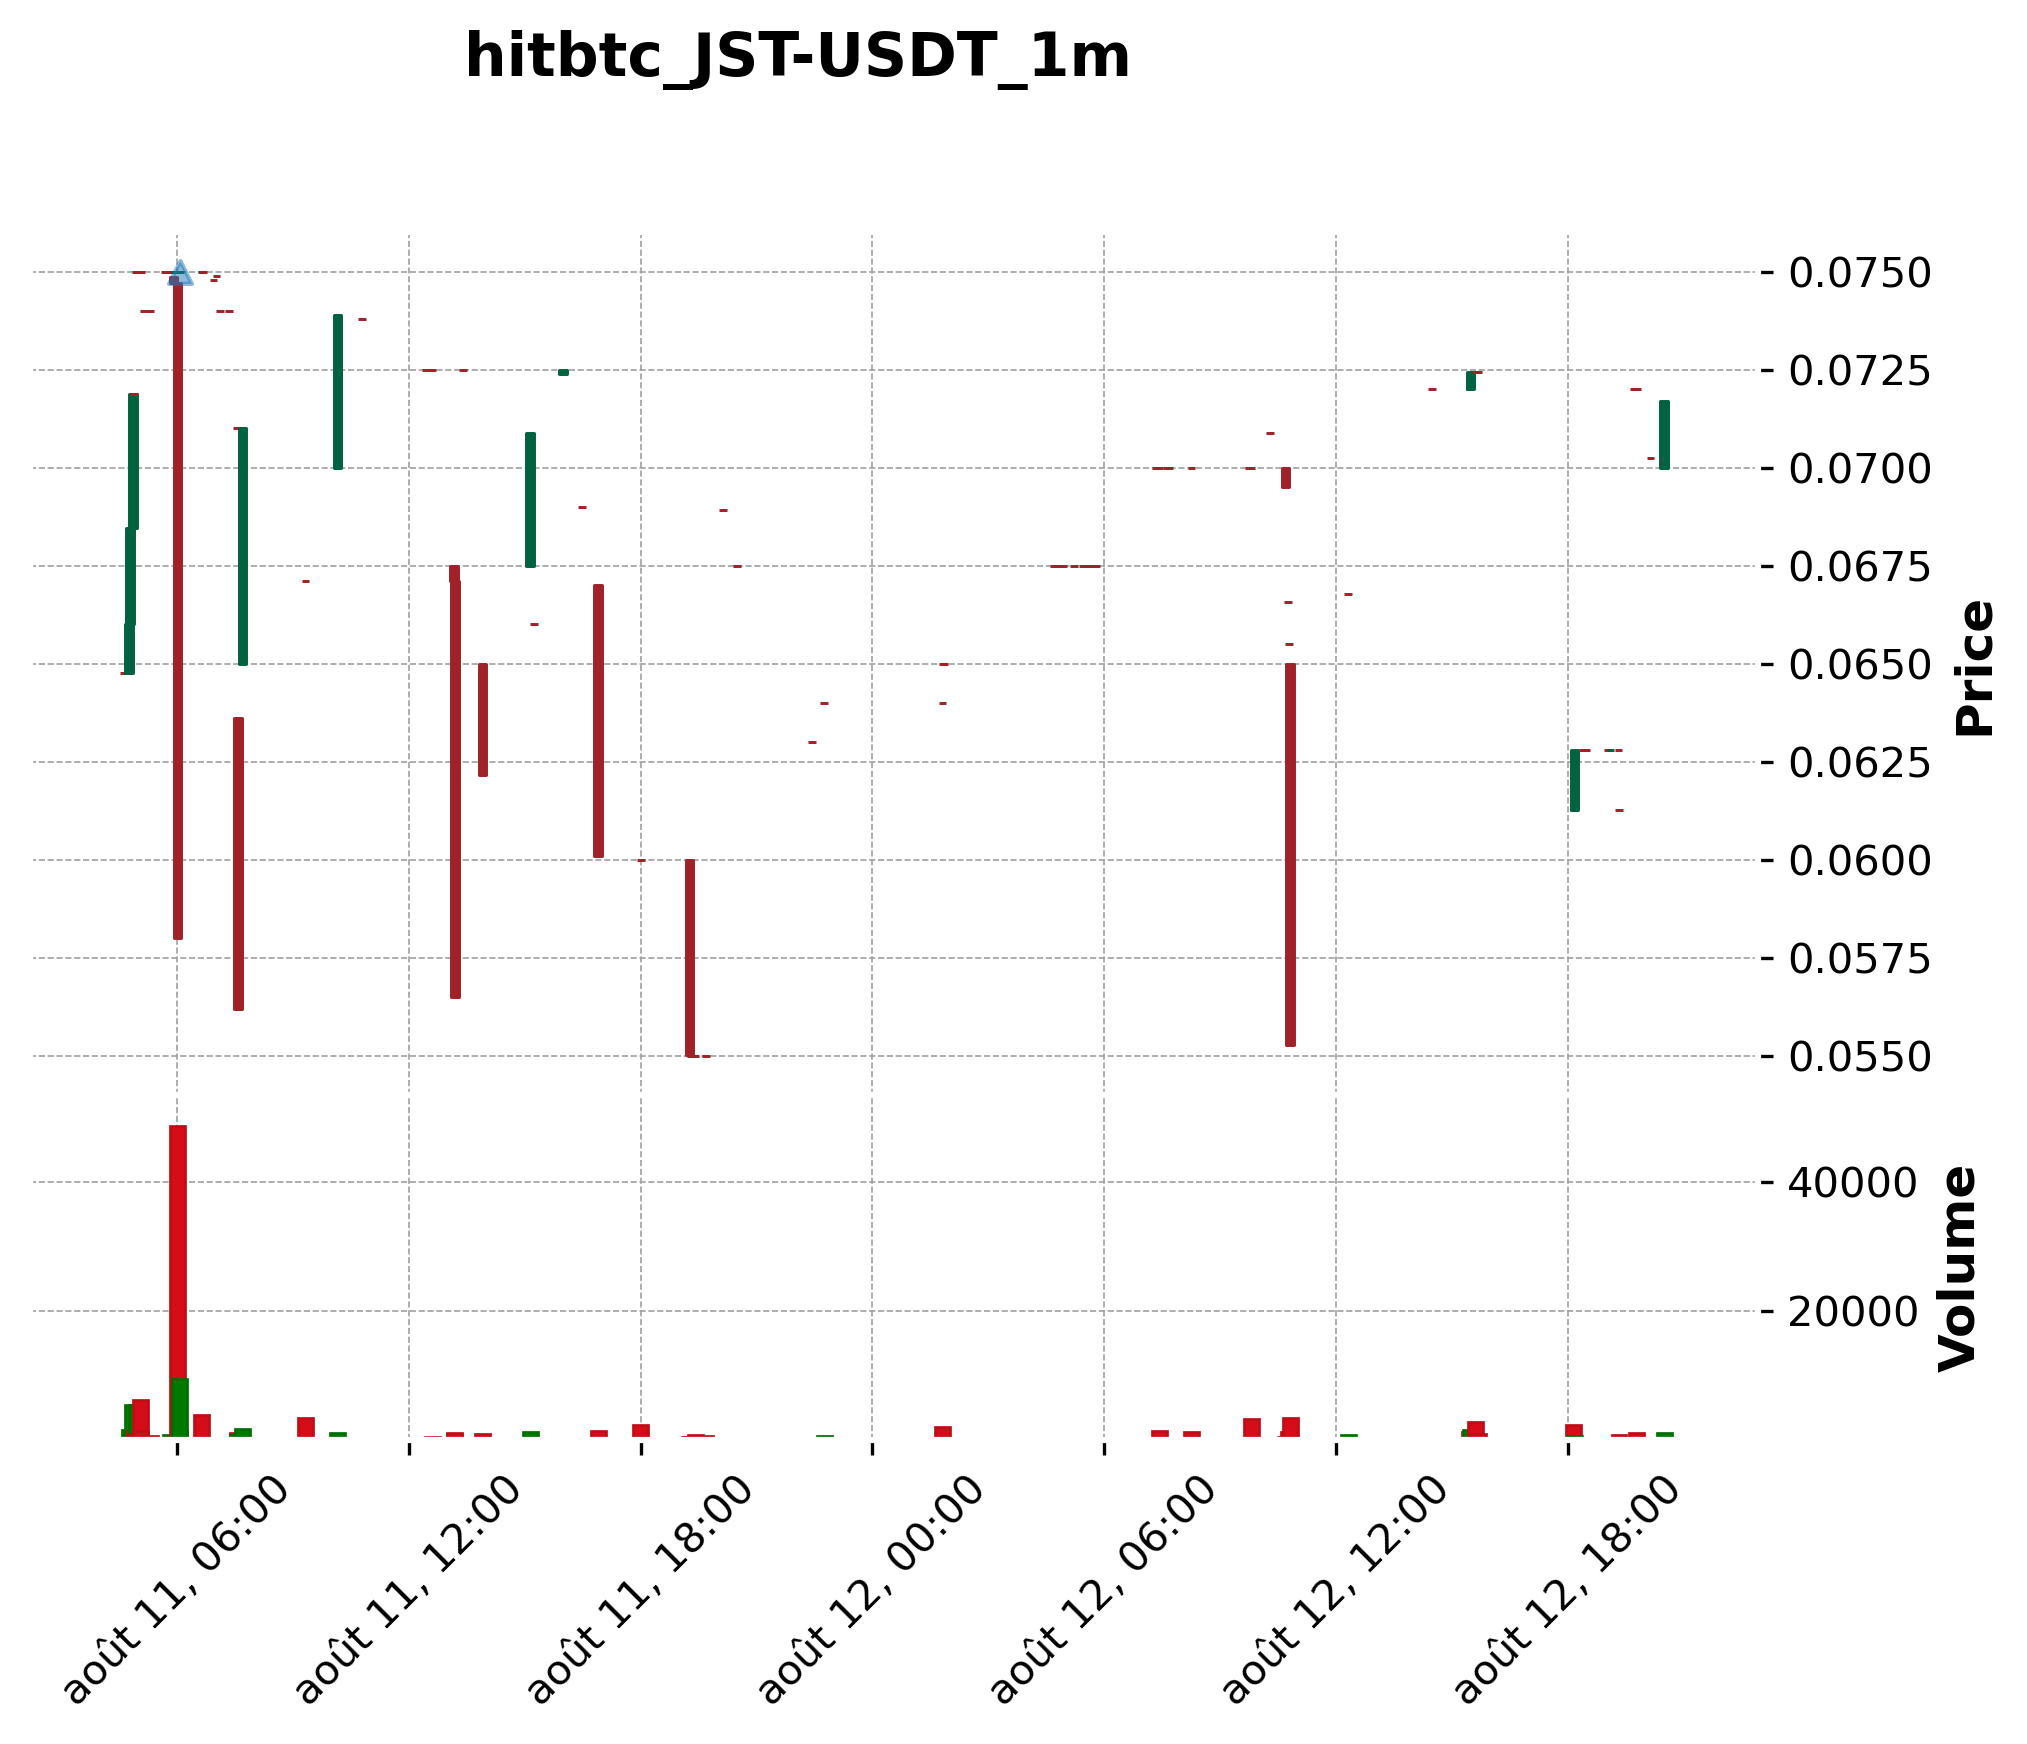 hitbtc_JST-USDT_1m
0.0750
0.0725
0.0700
0.0675
0.0650
0.0625
0.0600
0.0575
0.0550
Price
40000
20000
Volume
août 11, 06:00
août 11, 12:00
août 11, 18:00
août 12, 00:00
août 12, 06:00
août 12, 12:00
août 12, 18:00